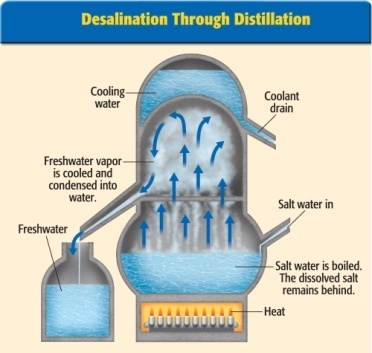 Desalination Through Distillation
Cooling
water
Coolant
drain
Freshwater vapor
is cooled and
condensed into
water.
Salt water in
Freshwater
Salt water is boiled.
The dissolved salt
remains behind.
Heat